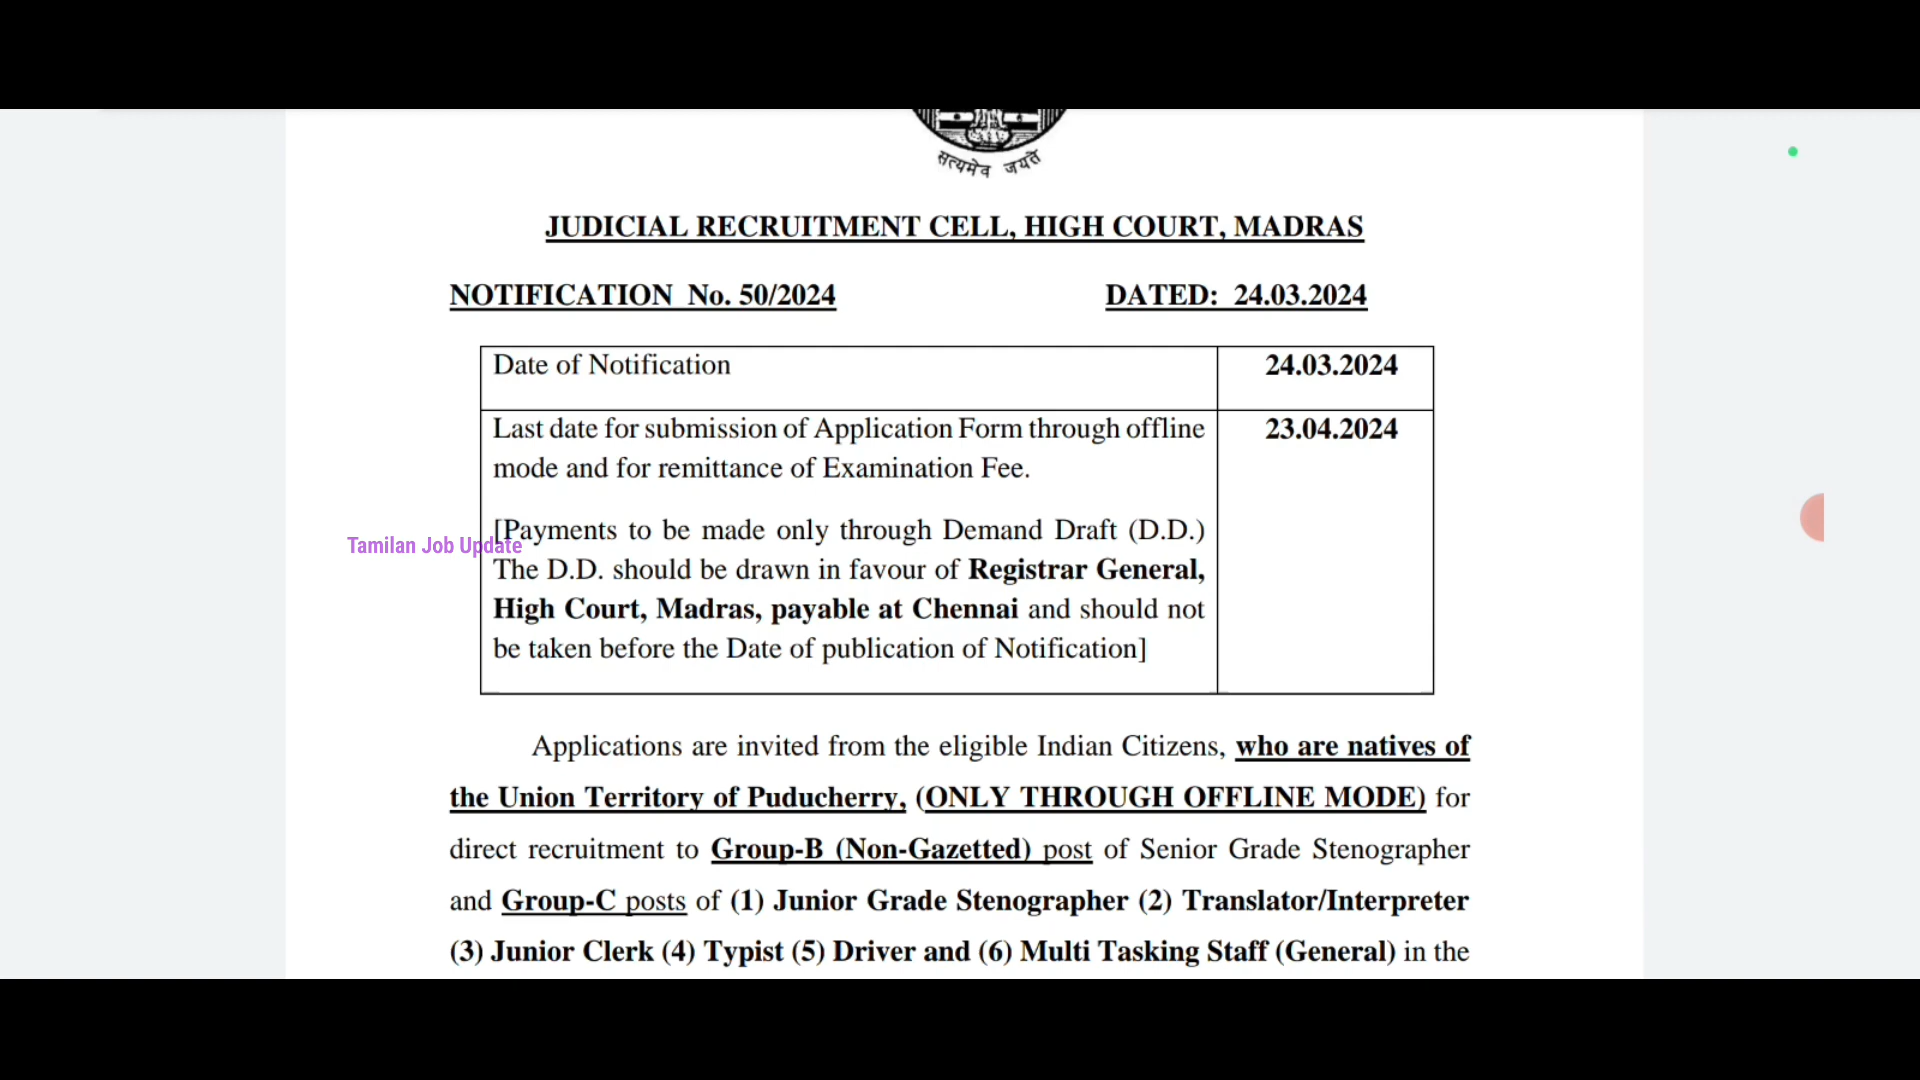 सत्यमेव जयते
JUDICIAL RECRUITMENT CELL, HIGH COURT, MADRAS
NOTIFICATION No. 50/2024 DATED: 24.03.2024
Date of Notification 24.03.2024
Last date for submission of Application Form through offline 23.04.2024
mode and for remittance of Examination Fee.
[Payments to be made only through Demand Draft (D.D.)
Tamilan Job Update
The D.D. should be drawn in favour of Registrar General,
High Court, Madras, payable at Chennai and should not
be taken before the Date of publication of Notification]
Applications are invited from the eligible Indian Citizens, who are natives of
the Union Territory of Puducherry, (ONLY THROUGH OFFLINE MODE) for
direct recruitment to Group-B (Non-Gazetted) post of Senior Grade Stenographer
and Group-C posts of (1) Junior Grade Stenographer (2) Translator/Interpreter
(3) Junior Clerk (4) Typist (5) Driver and (6) Multi Tasking Staff (General) in the